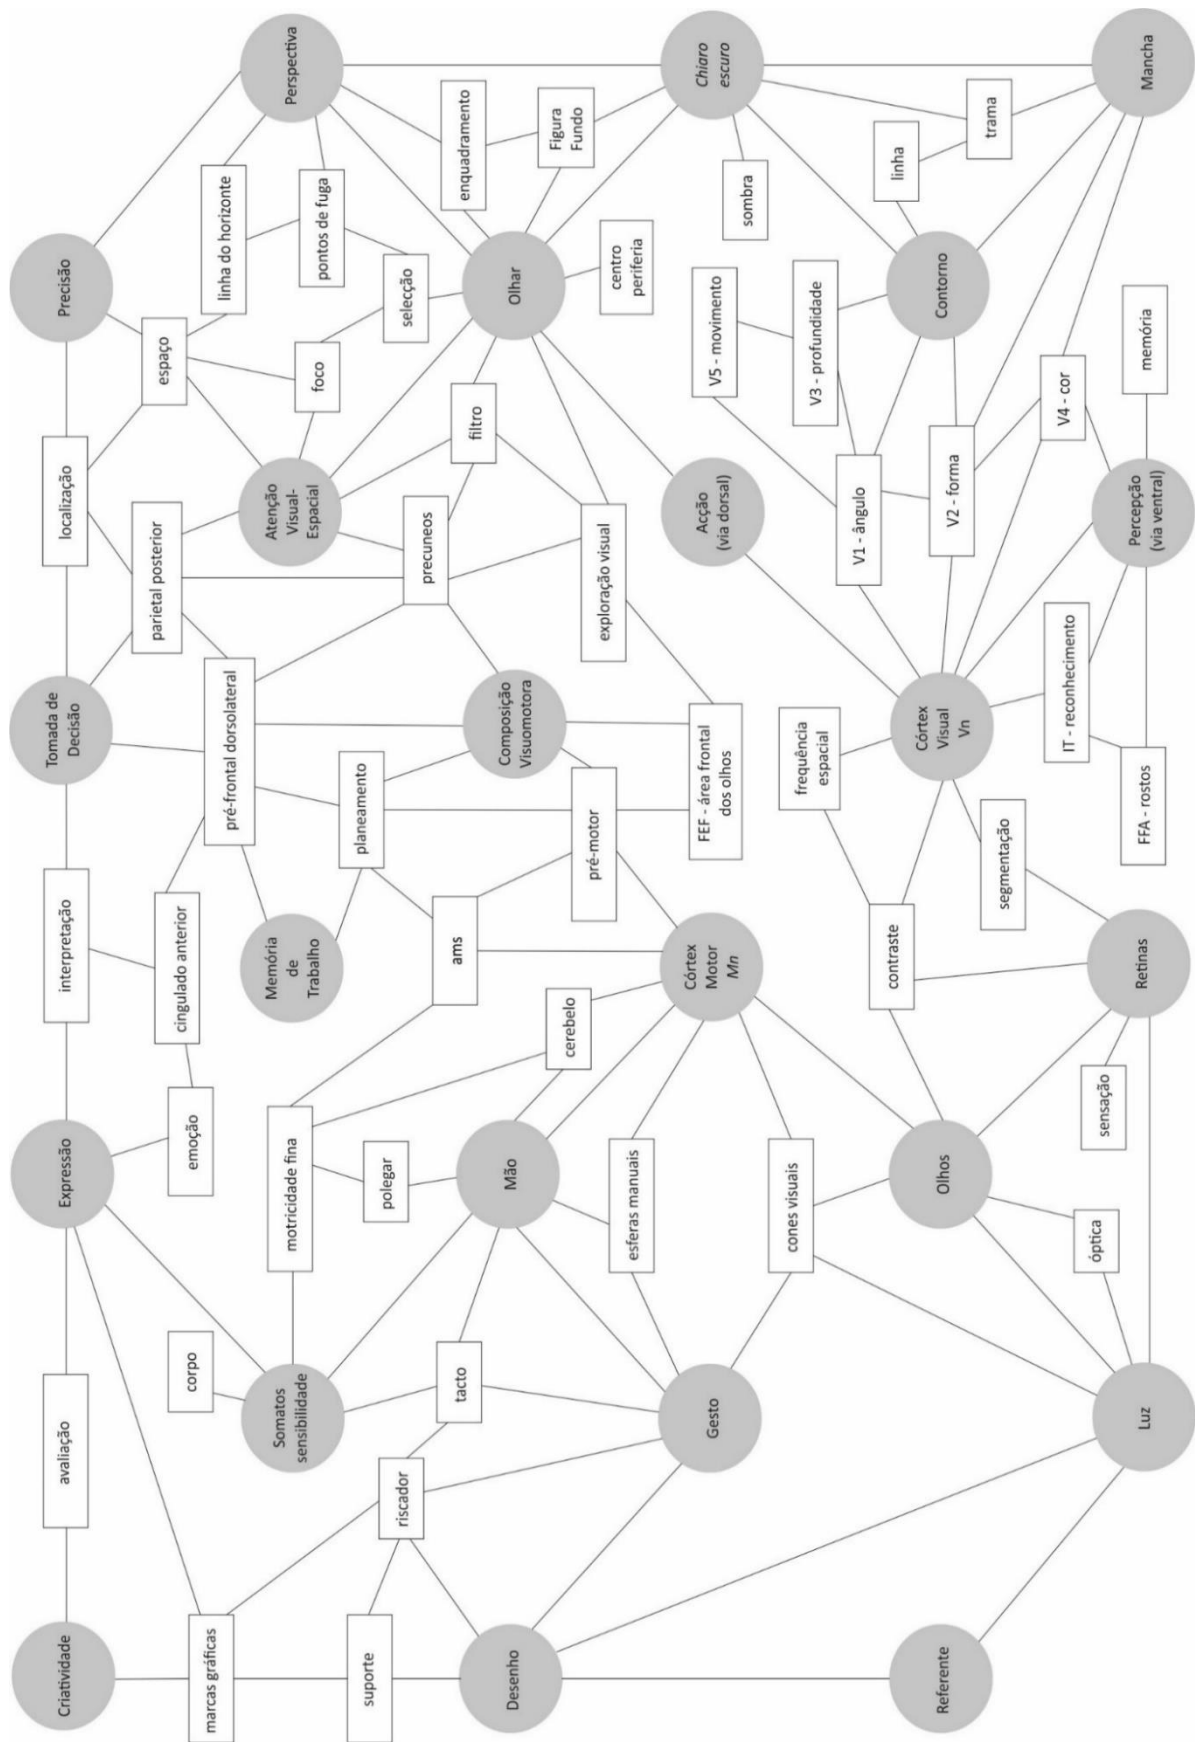 Criatividade
avaliação
Expressão
interpretação
Tomada de
Decisão
localização
Precisão
marcas gráficas
corpo
emoção
cingulado anterior
parietal posterior
espaço
pré-frontal dorsolateral
linha do horizonte
Somatos
sensibilidade
motricidade fina
Memória
de
Trabalho
Atenção
Visual-
Espacial
foco
pontos de fuga
Perspectiva
suporte
riscador
polegar
planeamento
precuneos
selecção
tacto
ams
filtro
enquadramento
Desenho
Mão
Composição
Visuomotora
Olhar
cerebelo
Figura
Fundo
esferas manuais
pré-motor
exploração visual
centro
periferia
Gesto
Córtex
Motor
Mn
FEF - área frontal
dos olhos
Acção
(via dorsal)
V5 - movimento
sombra
Chiaro
escuro
cones visuais
frequência
espacial
V3 - profundidade
contraste
V1 - ângulo
linha
Referente
Olhos
Córtex
Visual
Vn
V2 - forma
Contorno
segmentação
trama
óptica
sensação
IT - reconhecimento
V4 - cor
Luz
Retinas
FFA - rostos
Percepção
(via ventral)
memória
Mancha